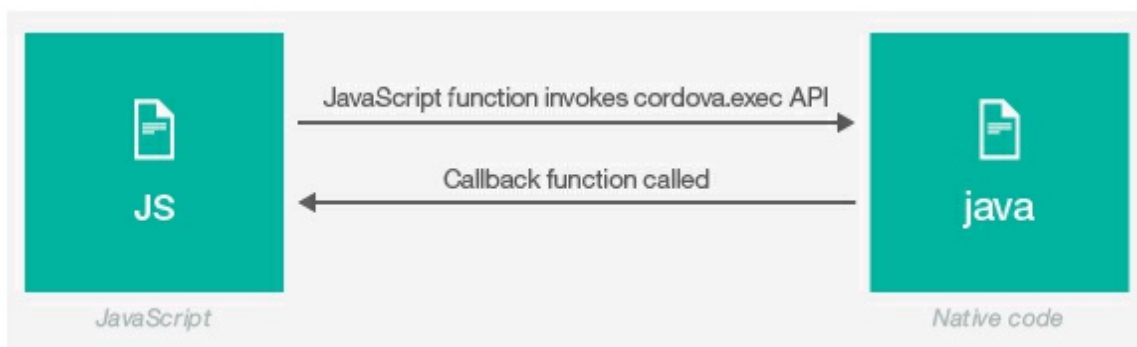 JavaScript function invokes cordova.exec API
Callback function called
JS
java
JavaScript
Native code